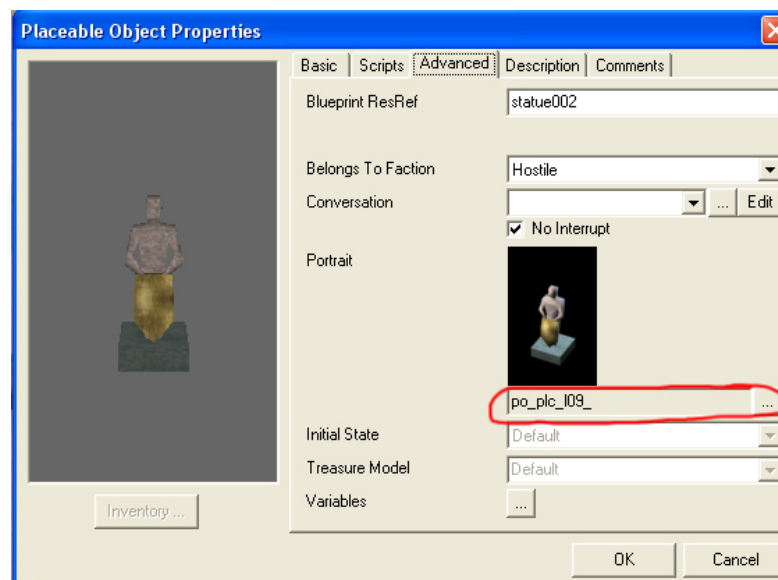 Placeable Object Properties
Basic Scripts Advanced Description Comments
Blueprint ResRef statue002
Belongs To Faction Hostile
Conversation ... Edit
No Interrupt
Portrait
po_plc_l09_ ...
Initial State Default
Treasure Model Default
Variables ...
Inventory ...
OK Cancel